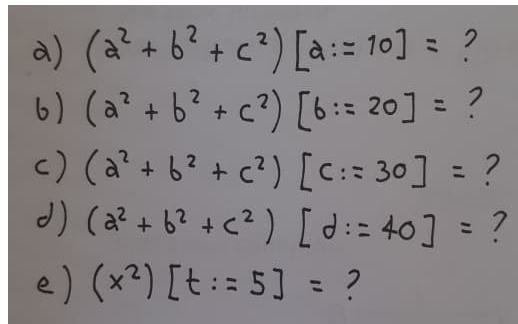 a) (a² + b² + c²) [a := 10] = ?
b) (a² + b² + c²) [b := 20] = ?
c) (a² + b² + c²) [c := 30] = ?
d) (a² + b² + c²) [d := 40] = ?
e) (x²) [t := 5] = ?